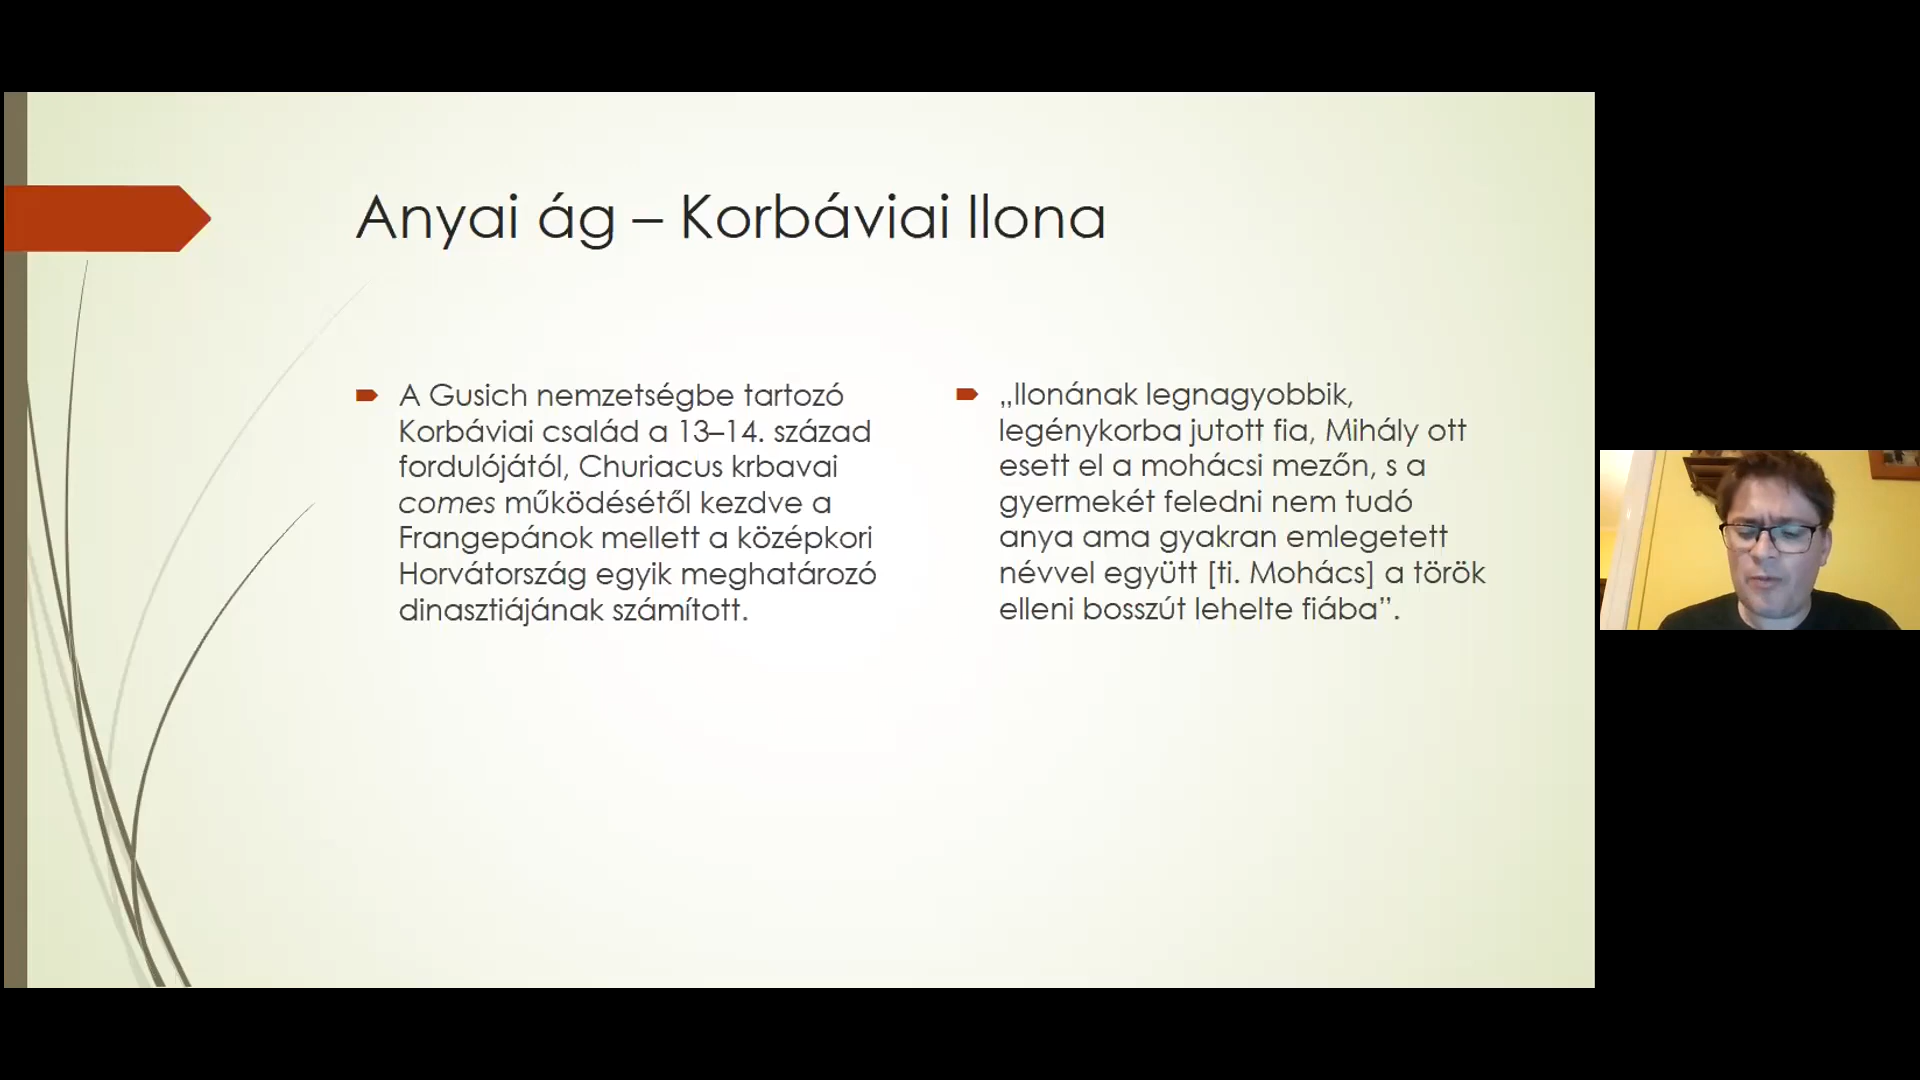 Anyai ág – Korbáviai Ilona
A Gusich nemzetségbe tartozó
Korbáviai család a 13–14. század
fordulójától, Churiacus krbavai
comes működésétől kezdve a
Frangepánok mellett a középkori
Horvátország egyik meghatározó
dinasztiájának számított.
„Ilonának legnagyobbik,
legénykorba jutott fia, Mihály ott
esett el a mohácsi mezőn, s a
gyermekét feledni nem tudó
anya ama gyakran emlegetett
névvel együtt [ti. Mohács] a török
elleni bosszút lehelte fiába”.